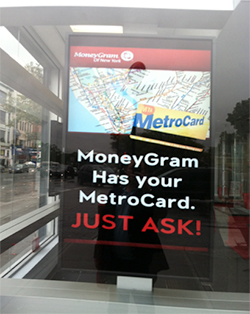 MoneyGram
Of New York
MetroCard
MoneyGram
Has your
MetroCard.
JUST ASK!